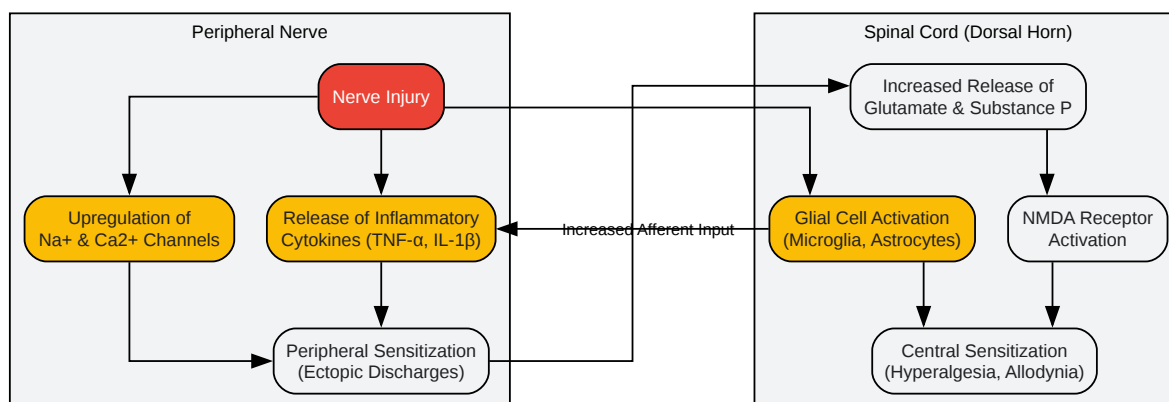 Peripheral Nerve
Nerve Injury
Upregulation of
Na+ & Ca2+ Channels
Release of Inflammatory
Cytokines (TNF-α, IL-1β)
Peripheral Sensitization
(Ectopic Discharges)
Increased Afferent Input
Spinal Cord (Dorsal Horn)
Increased Release of
Glutamate & Substance P
Glial Cell Activation
(Microglia, Astrocytes)
NMDA Receptor
Activation
Central Sensitization
(Hyperalgesia, Allodynia)